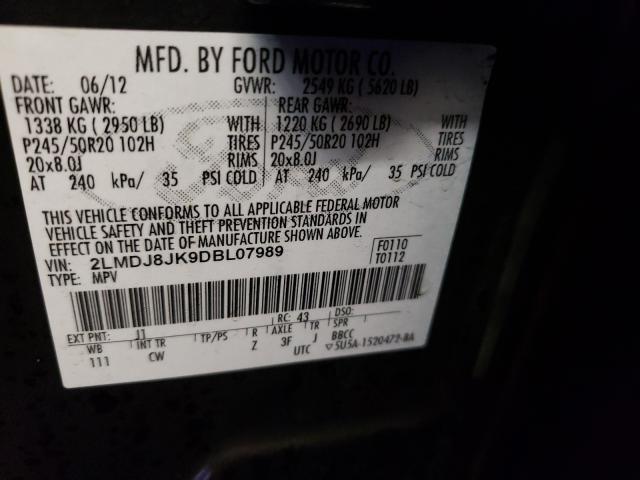 MFD. BY FORD MOTOR CO.
DATE: 06/12 GVWR: 2549 KG ( 5620 LB)
FRONT GAWR: REAR GAWR:
1338 KG ( 2950 LB) WITH 1220 KG ( 2690 LB) WITH
P245/50R20 102H TIRES P245/50R20 102H TIRES
20x8.0J RIMS 20x8.0J RIMS
AT 240 kPa/ 35 PSI COLD AT 240 kPa/ 35 PSI COLD
THIS VEHICLE CONFORMS TO ALL APPLICABLE FEDERAL MOTOR
VEHICLE SAFETY AND THEFT PREVENTION STANDARDS IN
EFFECT ON THE DATE OF MANUFACTURE SHOWN ABOVE.
VIN: 2LMDJ8JK9DBL07989 F0110
TYPE: MPV T0112
EXT PNT: J1 RC: 43 DSO:
WB INT TR TP/PS R AXLE TR SPR
111 CW Z 3F J BBCC
UTC ▽5U5A-1520472-BA